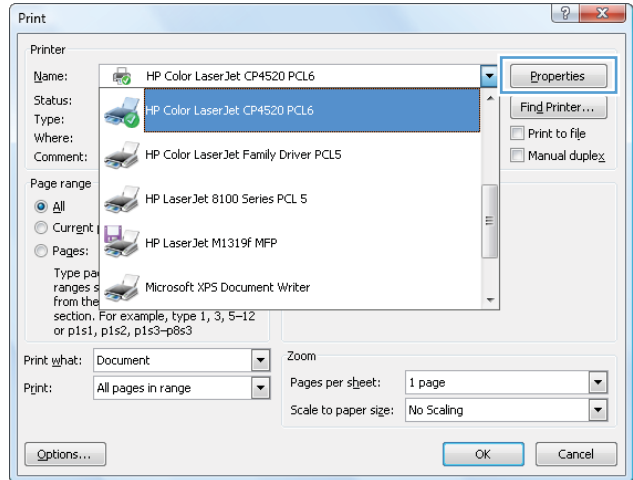 Print
Printer
Name: HP Color LaserJet CP4520 PCL6 Properties
Status: HP Color LaserJet CP4520 PCL6 Find Printer...
Type:
Where: Print to file
Comment: HP Color LaserJet Family Driver PCL5 Manual duplex
Page range
All HP LaserJet 8100 Series PCL 5
Current
Pages: HP LaserJet M1319f MFP
Type
ranges Microsoft XPS Document Writer
from the
section. For example, type 1, 3, 5–12
or p1s1, p1s2, p1s3–p8s3
Print what: Document Zoom
Print: All pages in range Pages per sheet: 1 page
Scale to paper size: No Scaling
Options... OK Cancel